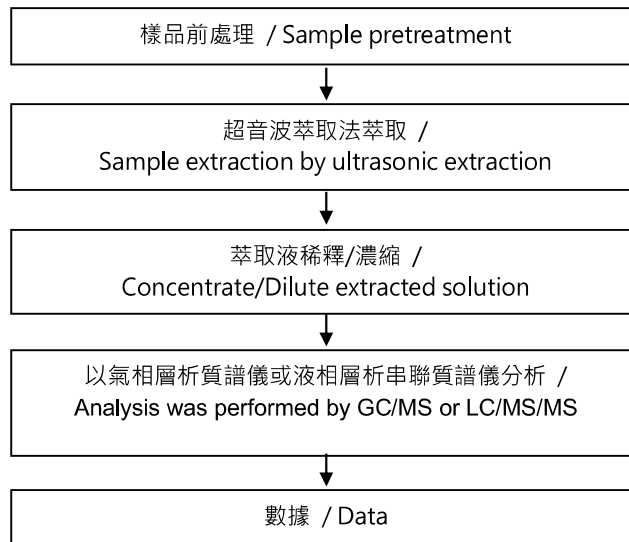 樣品前處理 / Sample pretreatment
超音波萃取法萃取 /
Sample extraction by ultrasonic extraction
萃取液稀釋/濃縮 /
Concentrate/Dilute extracted solution
以氣相層析質譜儀或液相層析串聯質譜儀分析 /
Analysis was performed by GC/MS or LC/MS/MS
數據 / Data